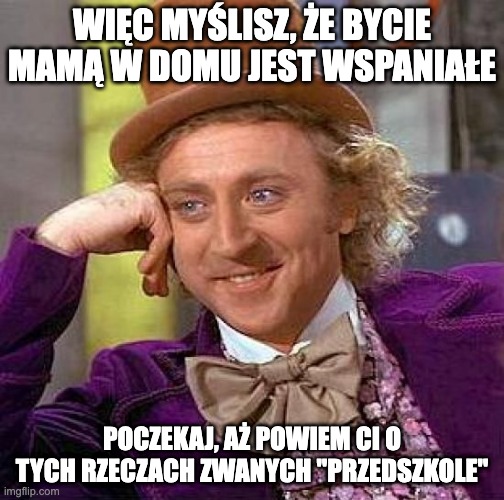 WIĘC MYŚLISZ, ŻE BYCIE
MAMĄ W DOMU JEST WSPANIAŁE
POCZEKAJ, AŻ POWIEM CI O
TYCH RZECZACH ZWANYCH "PRZEDSZKOLE"
imgflip.com